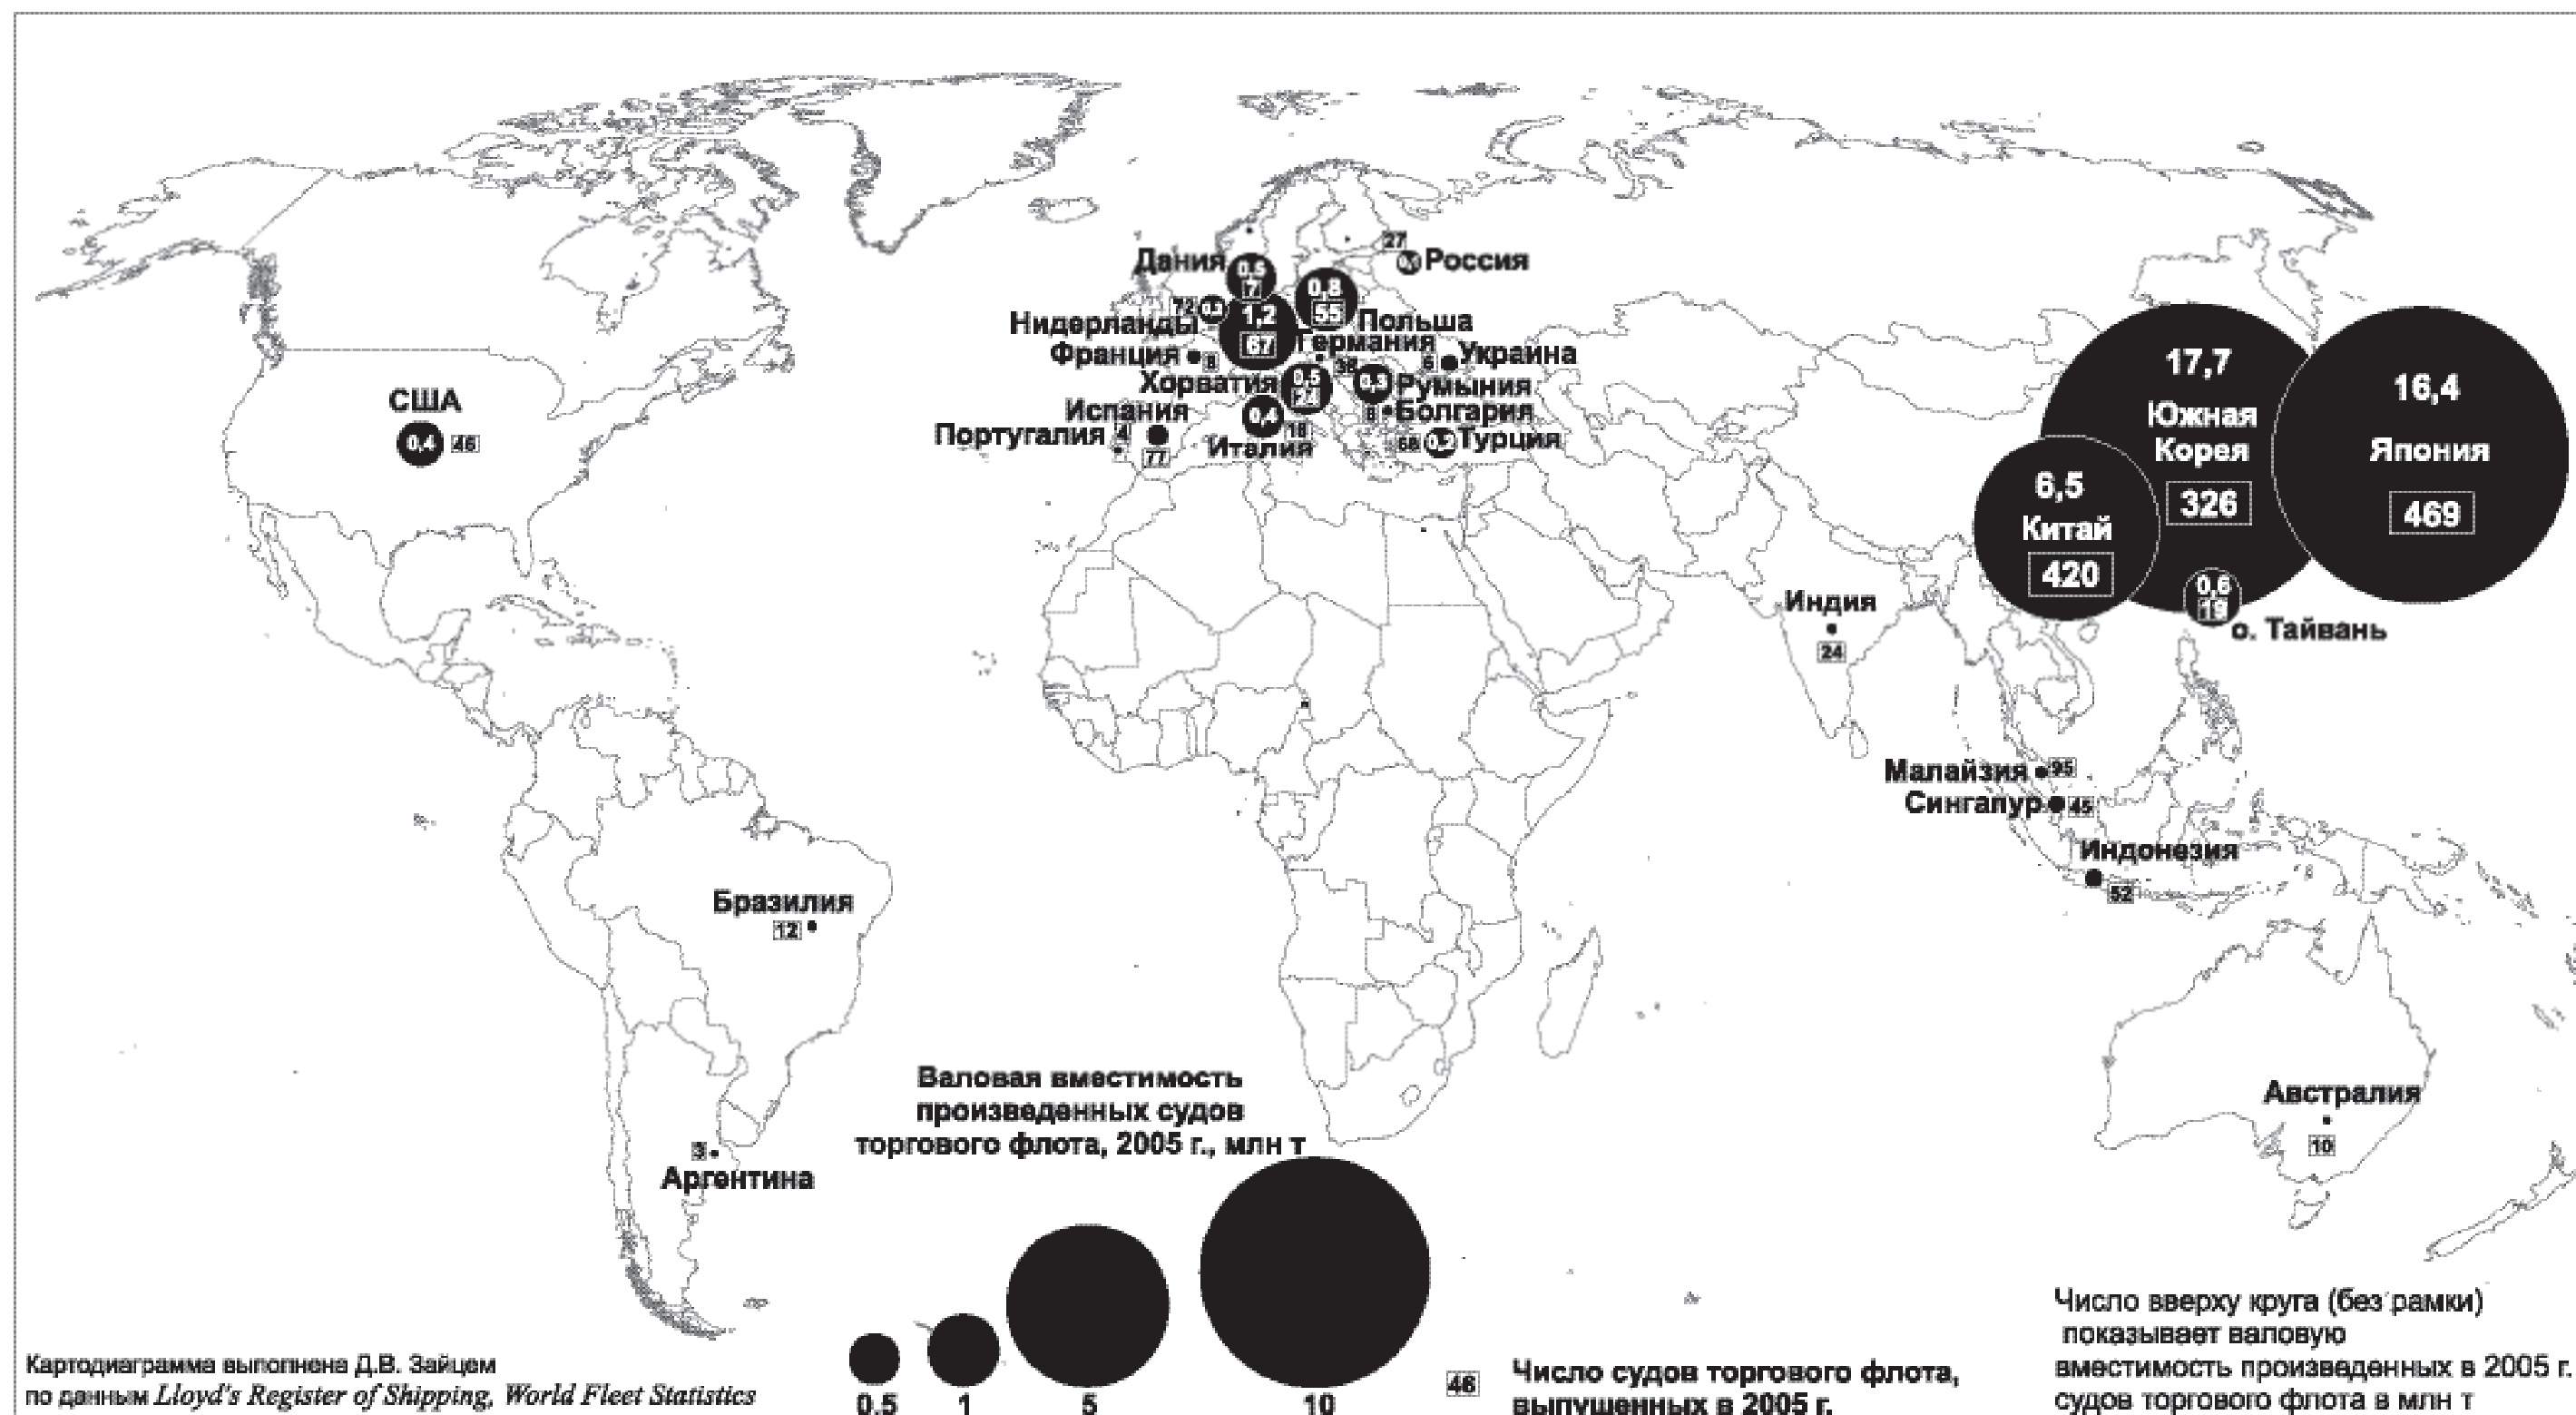 27
Дания 0,5 Россия
7
0,8
72 1,2 55
Нидерланды Польша
67 Германия
Франция 8 6 Украина
Хорватия 0,3 Румыния
Испания 8 Болгария
Португалия 4 0,4 18
Италия 0,2 Турция
77
США
0,4 46
17,7
Южная
Корея
326
16,4
Япония
469
6,5
Китай
420
0,6
19
о. Тайвань
Индия
24
Малайзия 95
Сингапур 45
Индонезия
52
Бразилия
12
3
Аргентина
Австралия
10
Валовая вместимость
произведенных судов
торгового флота, 2005 г., млн т
0,5 1 5 10
46 Число судов торгового флота,
выпущенных в 2005 г.
Число вверху круга (без рамки)
показывает валовую
вместимость произведенных в 2005 г.
судов торгового флота в млн т
Картодиаграмма выполнена Д.В. Зайцем
по данным Lloyd's Register of Shipping, World Fleet Statistics